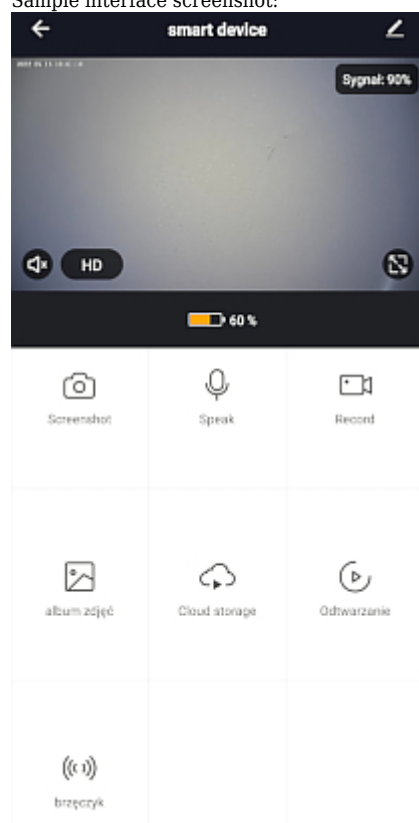 Sample interface screenshot:
smart device
Sygnał: 90%
HD
60 %
Screenshot
Speak
Record
album zdjęć
Cloud storage
Odtwarzanie
brzęczyk